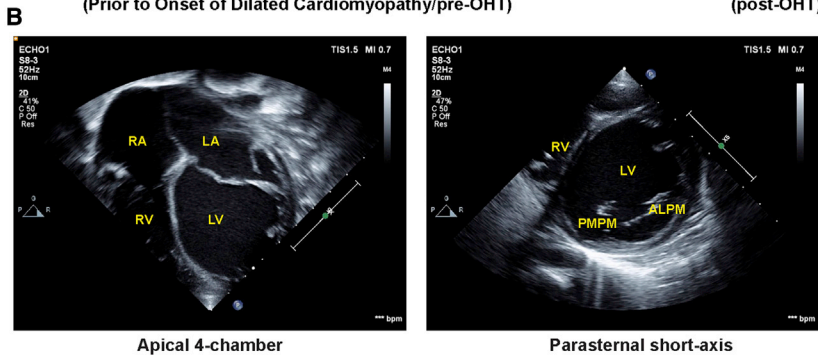 (Prior to Onset of Dilated Cardiomyopathy/pre-OHT) (post-OHT)
B
ECHO1
S8-3
52Hz
10cm
2D
41%
C 50
P Off
Res
TIS1.5 MI 0.7
M4
RA
LA
RV
LV
P R
P
*** bpm
ECHO1
S8-3
52Hz
10cm
2D
47%
C 50
P Off
Res
TIS1.5 MI 0.7
M4
P
X5
RV
LV
ALPM
PMPM
P R
*** bpm
Apical 4-chamber
Parasternal short-axis